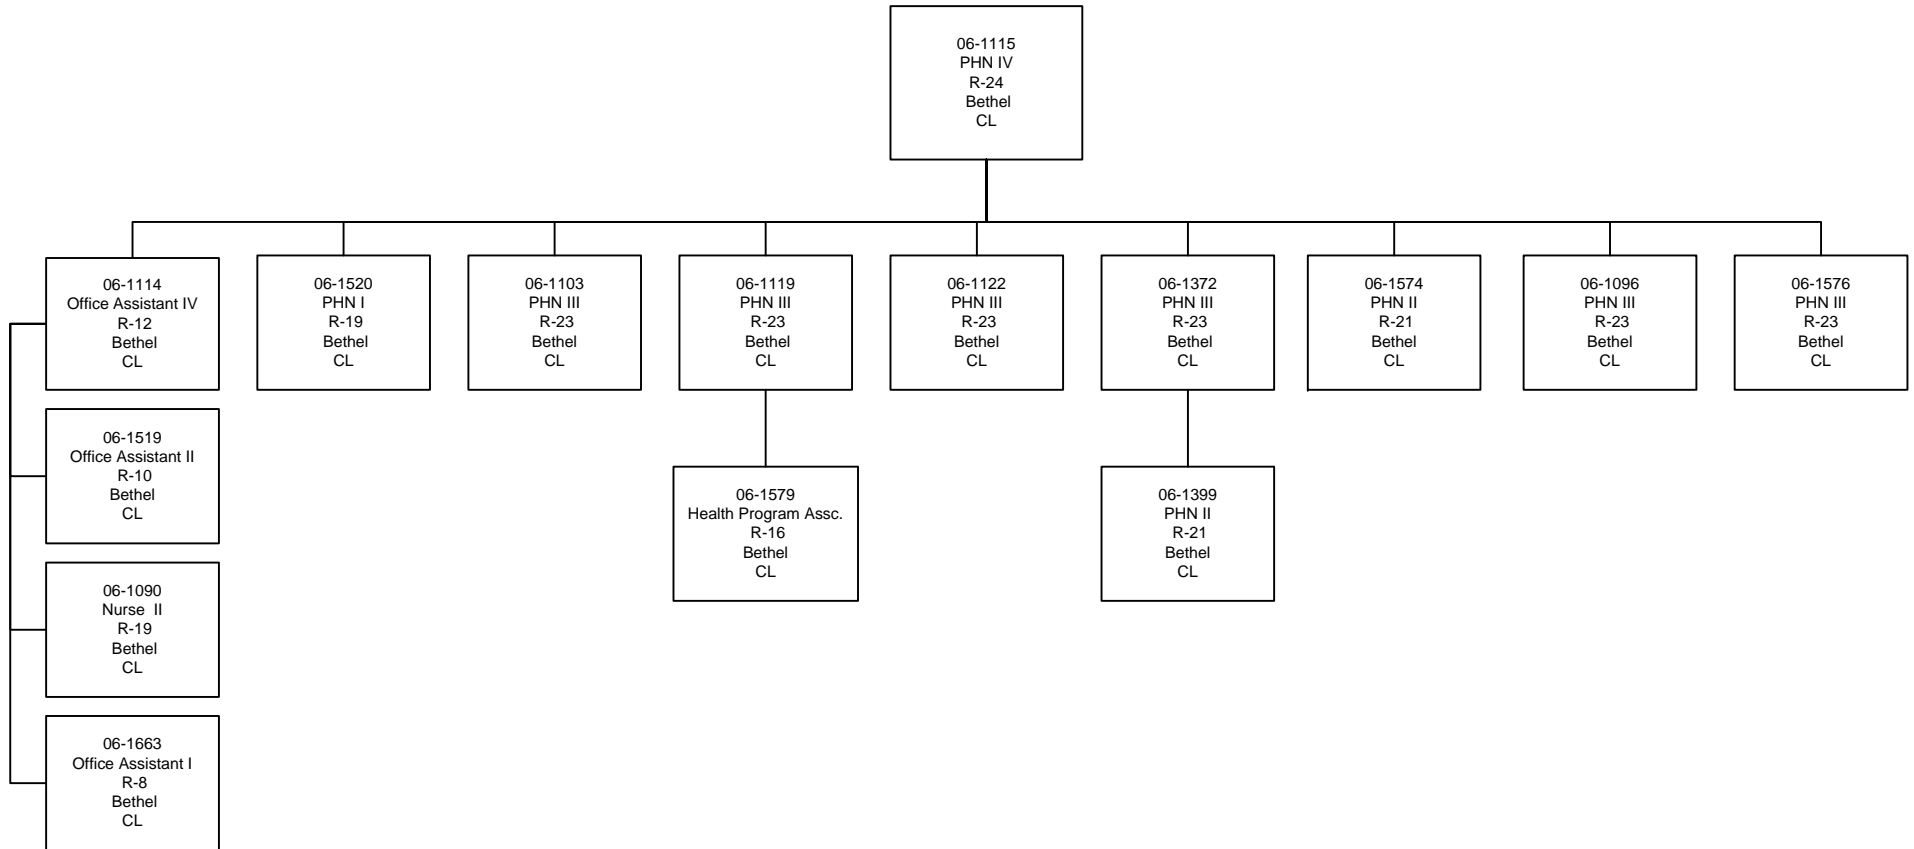 06-1115
PHN IV
R-24
Bethel
CL
06-1114
Office Assistant IV
R-12
Bethel
CL
06-1520
PHN I
R-19
Bethel
CL
06-1103
PHN III
R-23
Bethel
CL
06-1119
PHN III
R-23
Bethel
CL
06-1122
PHN III
R-23
Bethel
CL
06-1372
PHN III
R-23
Bethel
CL
06-1574
PHN II
R-21
Bethel
CL
06-1096
PHN III
R-23
Bethel
CL
06-1576
PHN III
R-23
Bethel
CL
06-1519
Office Assistant II
R-10
Bethel
CL
06-1579
Health Program Assc.
R-16
Bethel
CL
06-1399
PHN II
R-21
Bethel
CL
06-1090
Nurse II
R-19
Bethel
CL
06-1663
Office Assistant I
R-8
Bethel
CL